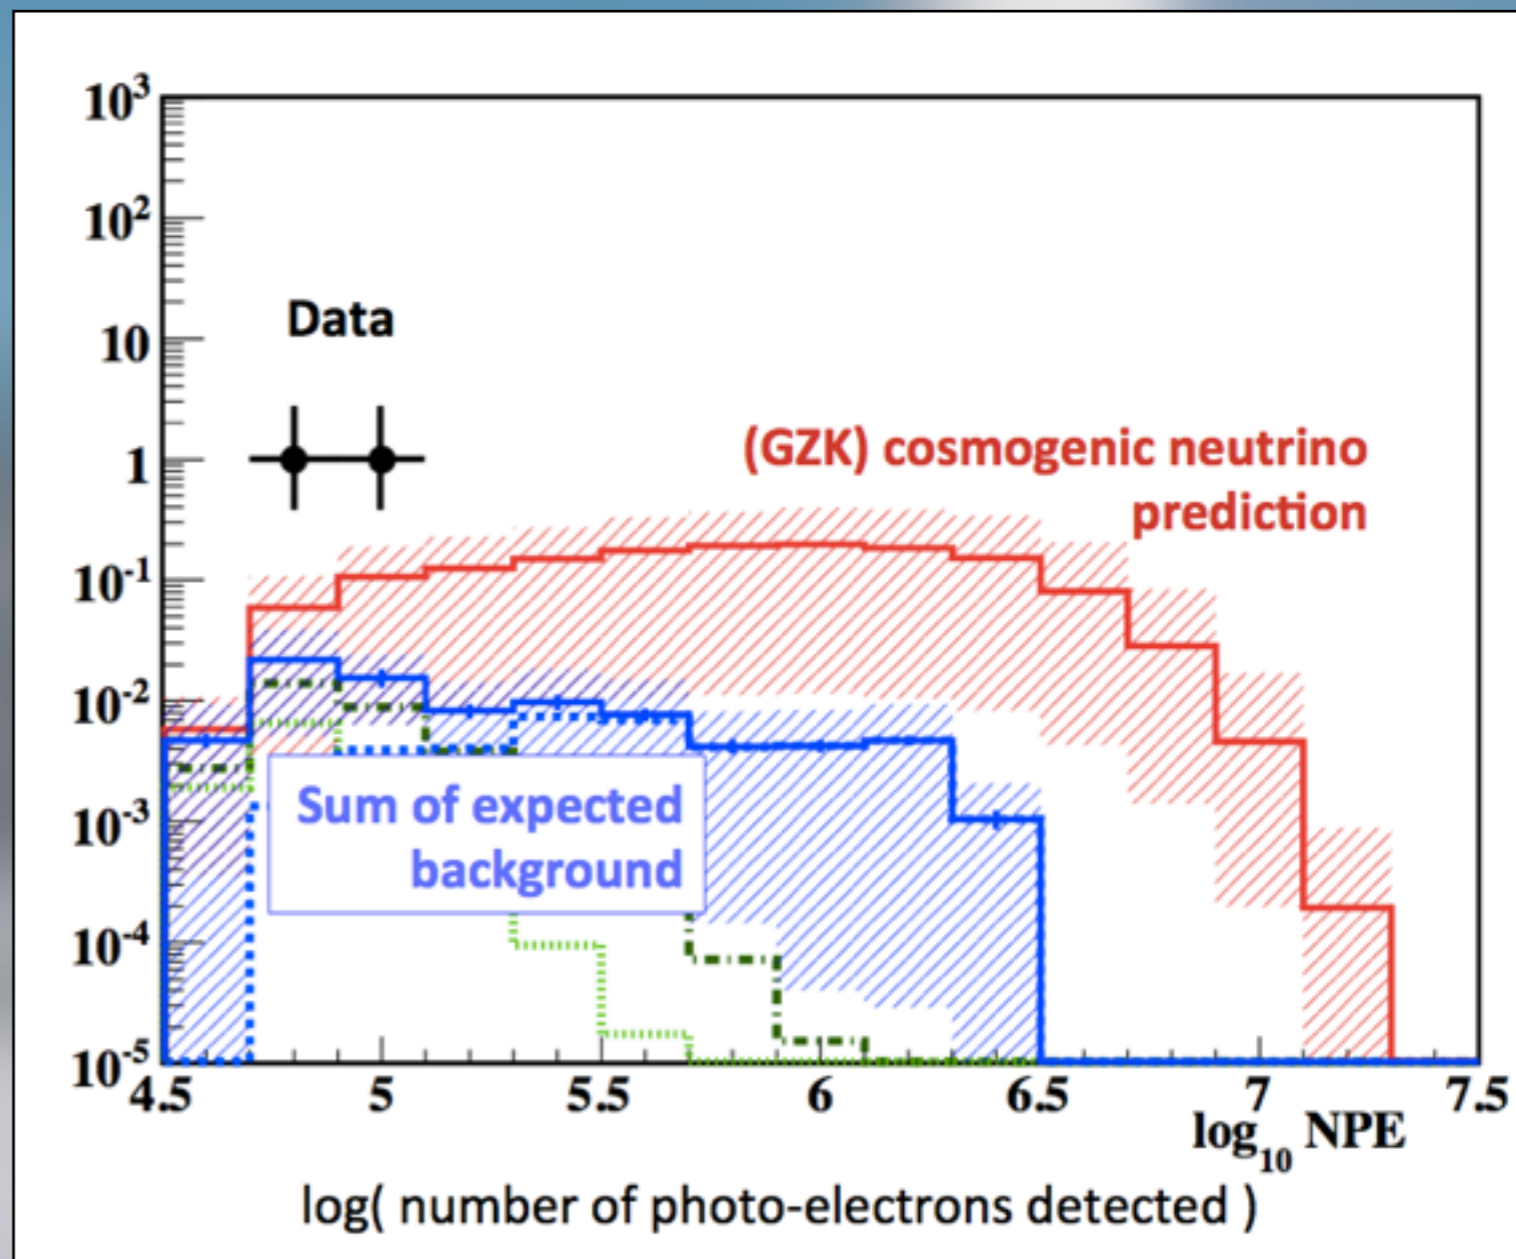 10³
10²
10
1
10⁻¹
10⁻²
10⁻³
10⁻⁴
10⁻⁵
Data
(GZK) cosmogenic neutrino
prediction
Sum of expected
background
4.5 5 5.5 6 6.5 7 7.5
log₁₀ NPE
log( number of photo-electrons detected )